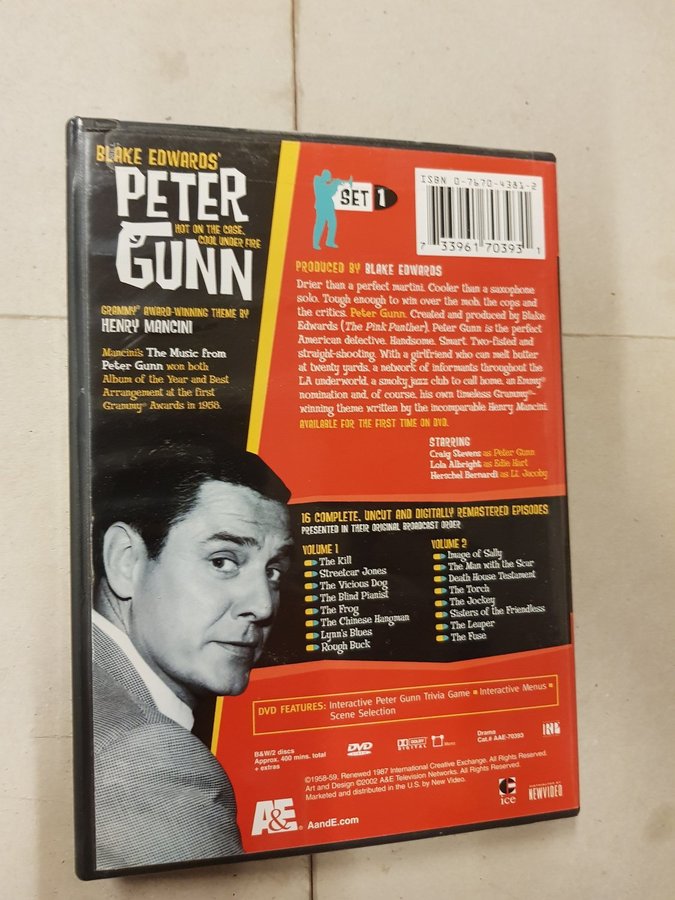 BLAKE EDWARDS'
PETER
HOT ON THE CASE,
COOL UNDER FIRE
GUNN
GRAMMY® AWARD-WINNING THEME BY
HENRY MANCINI
Mancini's The Music from
Peter Gunn won both
Album of the Year and Best
Arrangement at the first
Grammy® Awards in 1958.
SET 1
ISBN 0-7670-4381-2
7 33961 70393 1
PRODUCED BY BLAKE EDWARDS
Drier than a perfect martini. Cooler than a saxophone
solo. Tough enough to win over the mob, the cops and
the critics. Peter Gunn. Created and produced by Blake
Edwards (The Pink Panther), Peter Gunn is the perfect
American detective. Handsome. Smart. Two-fisted and
straight-shooting. With a girlfriend who can melt butter
at twenty yards, a network of informants throughout the
LA underworld, a smoky jazz club to call home, an Emmy®
nomination and, of course, his own timeless Grammy®-
winning theme written by the incomparable Henry Mancini.
AVAILABLE FOR THE FIRST TIME ON DVD.
STARRING
Craig Stevens as Peter Gunn
Lola Albright as Edie Hart
Herschel Bernardi as Lt. Jacoby
16 COMPLETE, UNCUT AND DIGITALLY REMASTERED EPISODES
PRESENTED IN THEIR ORIGINAL BROADCAST ORDER
VOLUME 1
The Kill
Streetcar Jones
The Vicious Dog
The Blind Pianist
The Frog
The Chinese Hangman
Lynn's Blues
Rough Buck
VOLUME 2
Image of Sally
The Man with the Scar
Death House Testament
The Torch
The Jockey
Sisters of the Friendless
The Leaper
The Fuse
DVD FEATURES: Interactive Peter Gunn Trivia Game ■ Interactive Menus ■
Scene Selection
B&W/2 discs
Approx. 400 mins. total
+ extras
DVD
DOLBY
DIGITAL
Drama
Cat.# AAE-70393
©1958-59, Renewed 1987 International Creative Exchange. All Rights Reserved.
Art and Design ©2002 A&E Television Networks. All Rights Reserved.
Marketed and distributed in the U.S. by New Video.
A&E® AandE.com
ice
DISTRIBUTED BY
NEWVIDEO